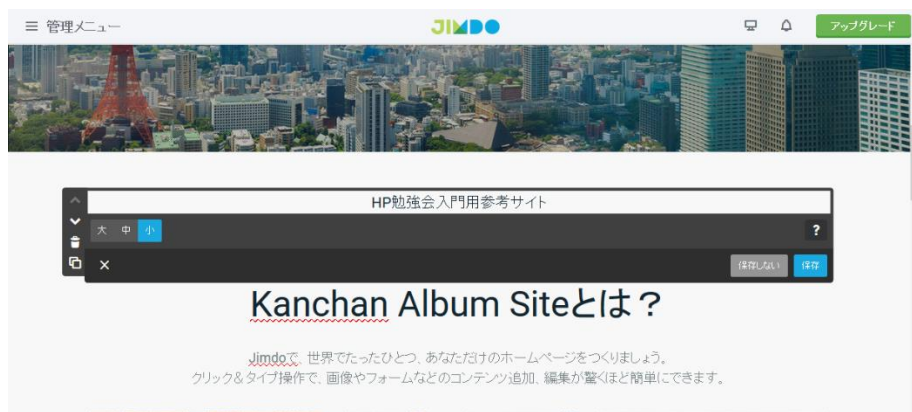 管理メニュー
JIMDO
アップグレード
HP勉強会入門用参考サイト
大 中 小
?
保存しない 保存
Kanchan Album Siteとは？
Jimdoで、世界でたったひとつ、あなただけのホームページをつくりましょう。
クリック&タイプ操作で、画像やフォームなどのコンテンツ追加、編集が驚くほど簡単にできます。